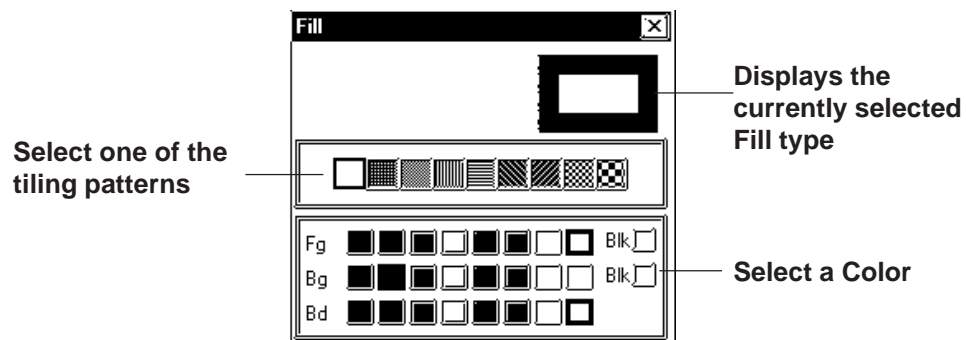 Fill
Displays the
currently selected
Fill type
Select one of the
tiling patterns
Fg
Blk
Bg
Blk
Select a Color
Bd